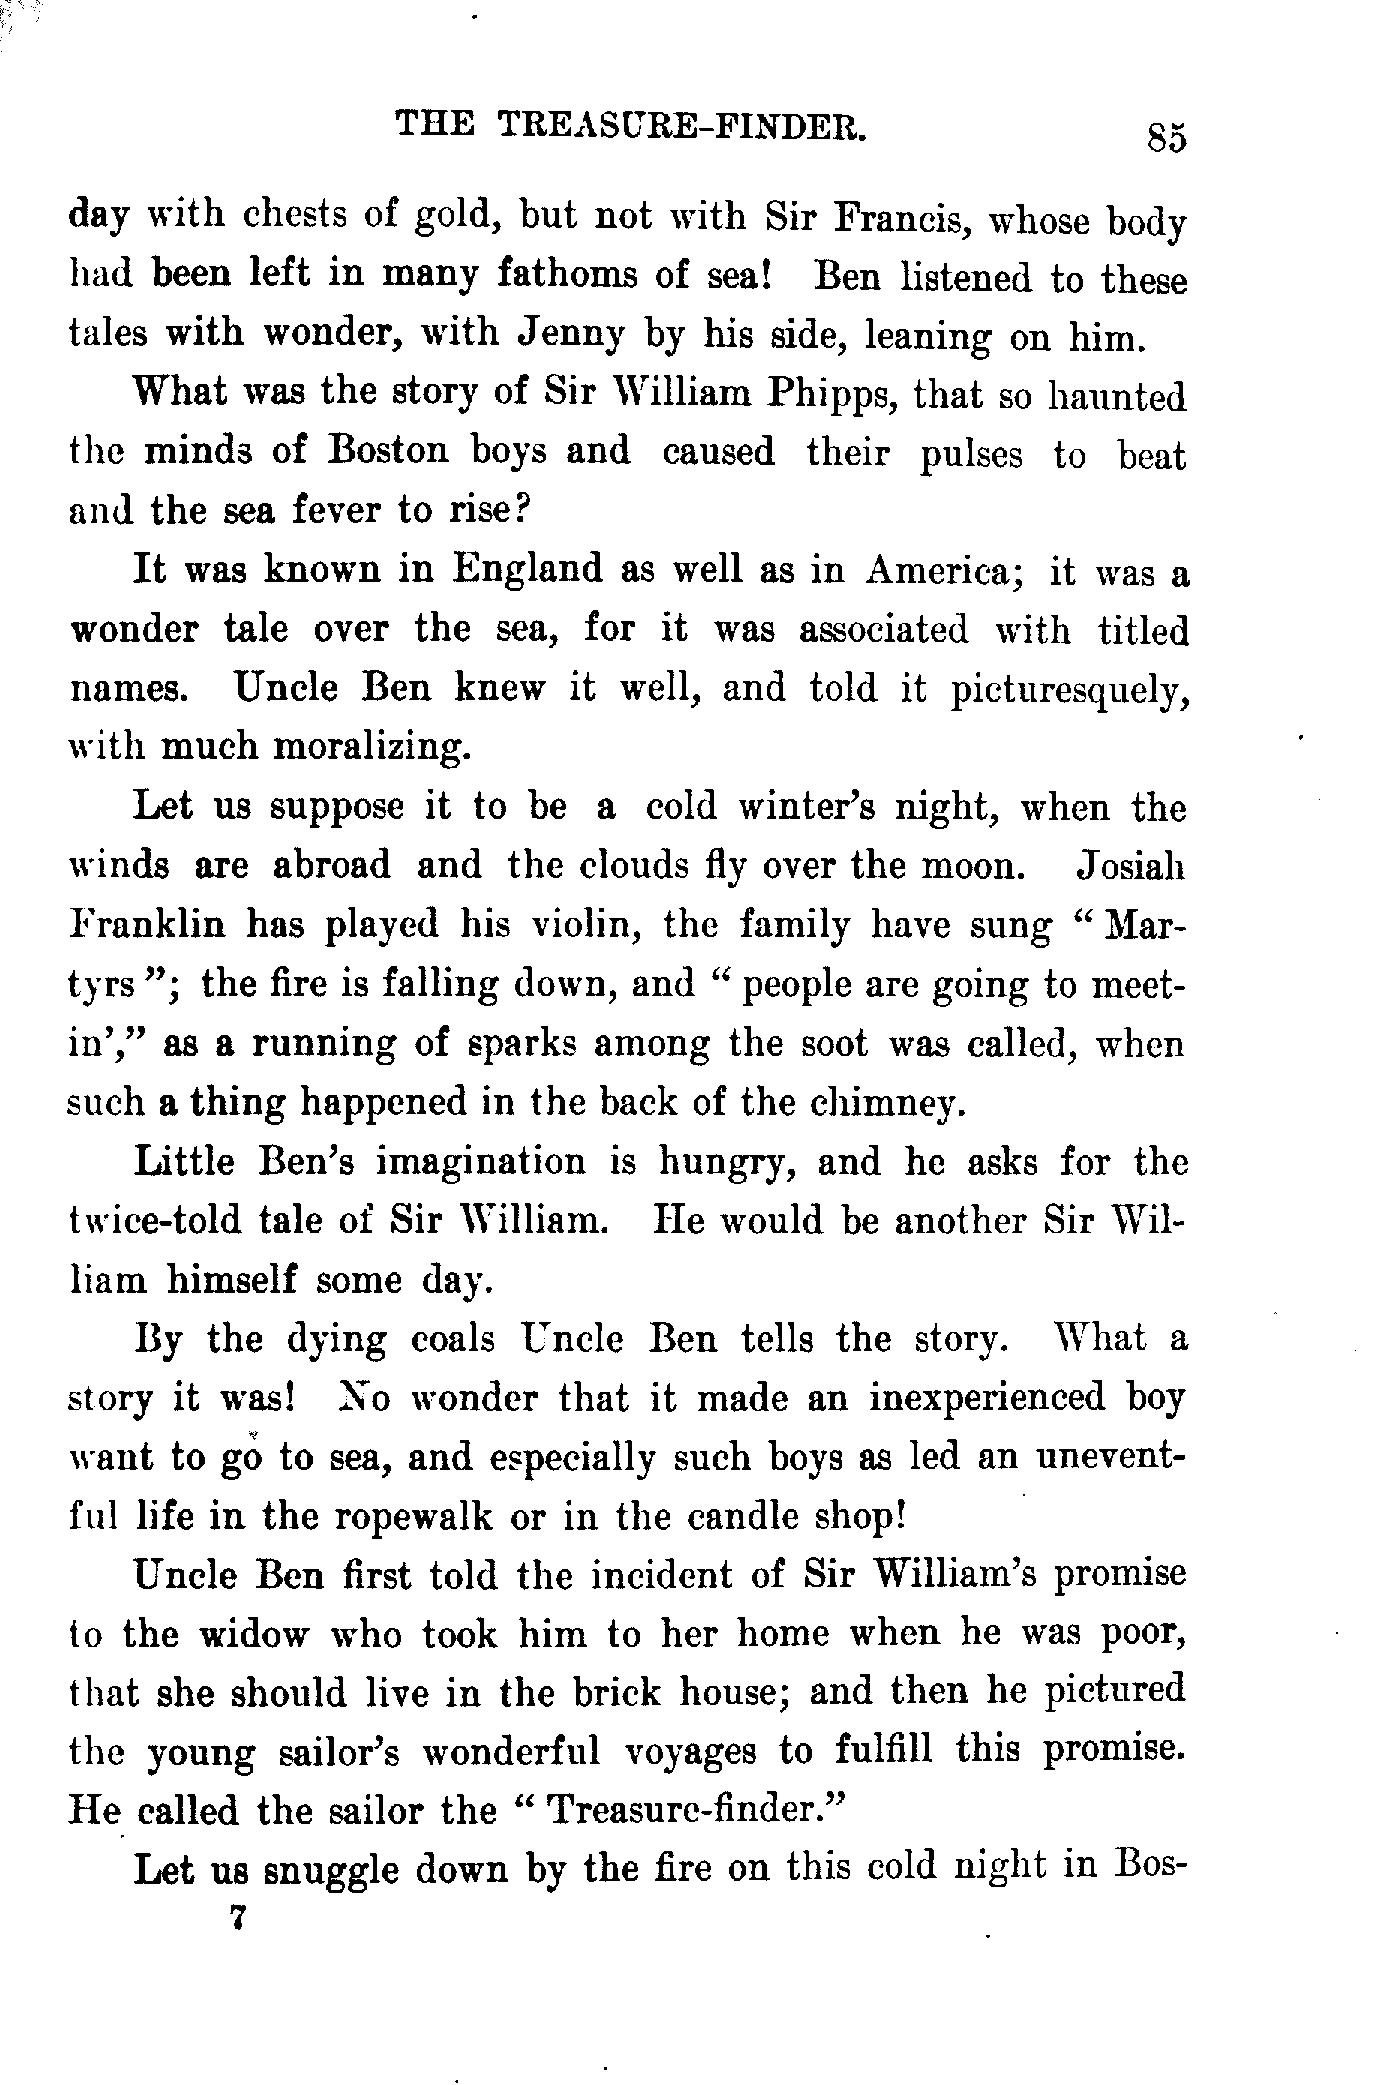 THE TREASURE-FINDER. 85
day with chests of gold, but not with Sir Francis, whose body
had been left in many fathoms of sea! Ben listened to these
tales with wonder, with Jenny by his side, leaning on him.
What was the story of Sir William Phipps, that so haunted
the minds of Boston boys and caused their pulses to beat
and the sea fever to rise?
It was known in England as well as in America; it was a
wonder tale over the sea, for it was associated with titled
names. Uncle Ben knew it well, and told it picturesquely,
with much moralizing.
Let us suppose it to be a cold winter's night, when the
winds are abroad and the clouds fly over the moon. Josiah
Franklin has played his violin, the family have sung " Mar-
tyrs "; the fire is falling down, and " people are going to meet-
in'," as a running of sparks among the soot was called, when
such a thing happened in the back of the chimney.
Little Ben's imagination is hungry, and he asks for the
twice-told tale of Sir William. He would be another Sir Wil-
liam himself some day.
By the dying coals Uncle Ben tells the story. What a
story it was! No wonder that it made an inexperienced boy
want to go to sea, and especially such boys as led an unevent-
ful life in the ropewalk or in the candle shop!
Uncle Ben first told the incident of Sir William's promise
to the widow who took him to her home when he was poor,
that she should live in the brick house; and then he pictured
the young sailor's wonderful voyages to fulfill this promise.
He called the sailor the " Treasure-finder."
Let us snuggle down by the fire on this cold night in Bos-
7